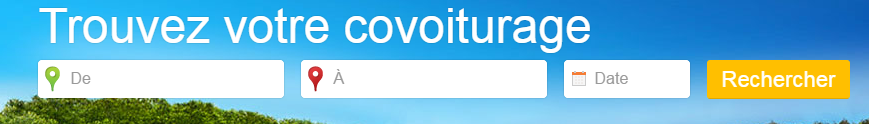 Trouvez votre covoiturage
De À Date Rechercher